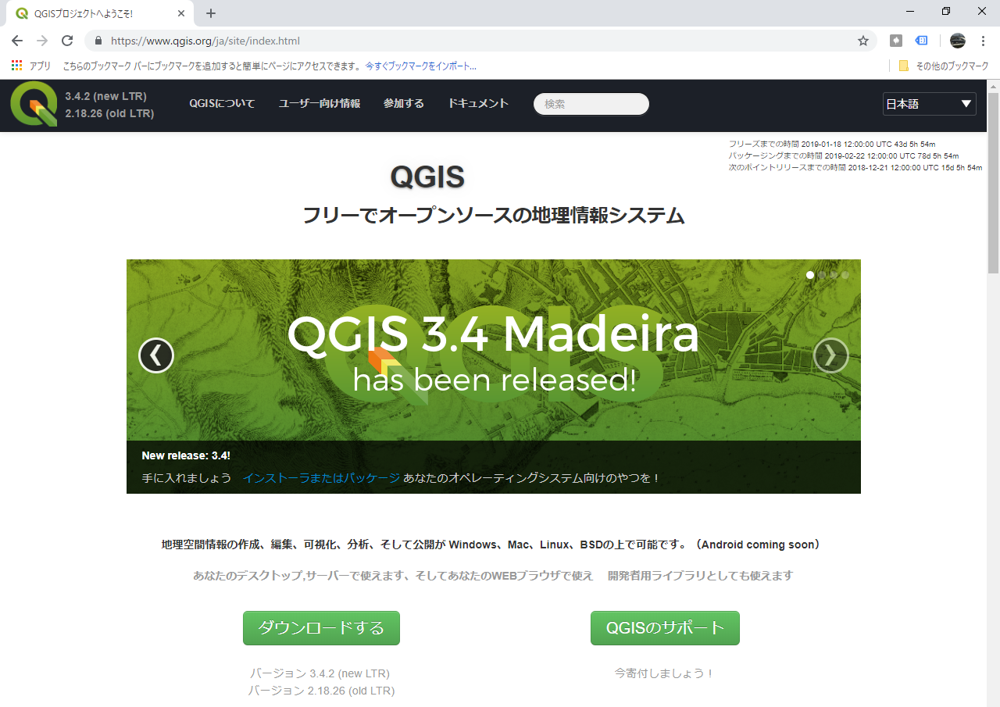 QGISプロジェクトへようこそ!
https://www.qgis.org/ja/site/index.html
アプリ こちらのブックマーク バーにブックマークを追加すると簡単にページにアクセスできます。 今すぐブックマークをインポート... その他のブックマーク
3.4.2 (new LTR)
2.18.26 (old LTR)
QGISについて ユーザー向け情報 参加する ドキュメント 検索 日本語
フリーズまでの時間 2019-01-18 12:00:00 UTC 43d 5h 54m
パッケージングまでの時間 2019-02-22 12:00:00 UTC 78d 5h 54m
次のポイントリリースまでの時間 2018-12-21 12:00:00 UTC 15d 5h 54m
QGIS
フリーでオープンソースの地理情報システム
QGIS
QGIS 3.4 Madeira
has been released!
New release: 3.4!
手に入れましょう インストーラまたはパッケージ あなたのオペレーティングシステム向けのやつを！
地理空間情報の作成、編集、可視化、分析、そして公開が Windows、Mac、Linux、BSDの上で可能です。（Android coming soon）
あなたのデスクトップ,サーバーで使えます、そしてあなたのWEBブラウザで使え 開発者用ライブラリとしても使えます
ダウンロードする QGISのサポート
バージョン 3.4.2 (new LTR) 今寄付しましょう！
バージョン 2.18.26 (old LTR)